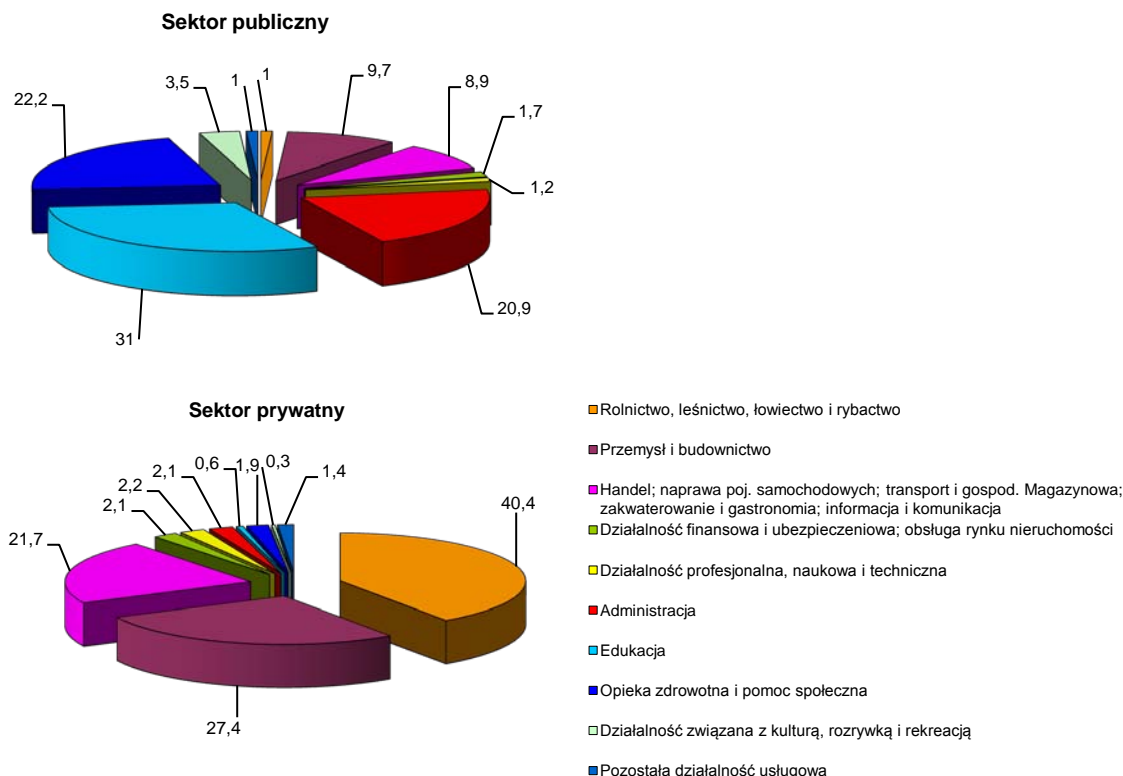 Sektor publiczny
22,2
3,5
1
1
9,7
8,9
1,7
1,2
20,9
31
Sektor prywatny
21,7
2,1
2,2
2,1
0,6
1,9
0,3
1,4
40,4
27,4
Rolnictwo, leśnictwo, łowiectwo i rybactwo
Przemysł i budownictwo
Handel; naprawa poj. samochodowych; transport i gospod. Magazynowa;
zakwaterowanie i gastronomia; informacja i komunikacja
Działalność finansowa i ubezpieczeniowa; obsługa rynku nieruchomości
Działalność profesjonalna, naukowa i techniczna
Administracja
Edukacja
Opieka zdrowotna i pomoc społeczna
Działalność związana z kulturą, rozrywką i rekreacją
Pozostała działalność usługowa